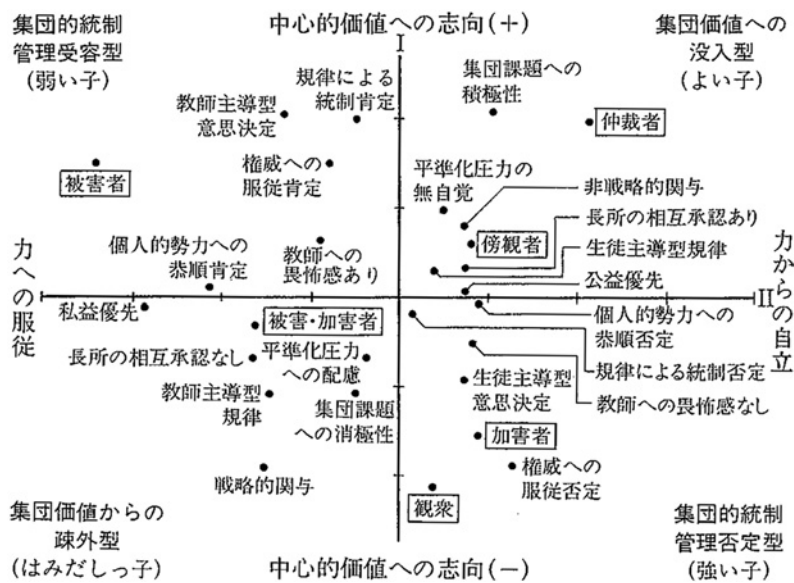 集団的統制
管理受容型
(弱い子)
中心的価値への志向(+)
I
集団価値への
没入型
(よい子)
規律による
統制肯定
集団課題への
積極性
教師主導型
意思決定
仲裁者
権威への
服従肯定
被害者
平準化圧力の
無自覚
非戦略的関与
長所の相互承認あり
傍観者
生徒主導型規律
個人的勢力への
恭順肯定
教師への
畏怖感あり
公益優先
力への服従
力からの自立
II
私益優先
被害・加害者
個人的勢力への
恭順否定
長所の相互承認なし
平準化圧力
への配慮
規律による統制否定
教師主導型
規律
生徒主導型
意思決定
教師への畏怖感なし
集団課題
への消極性
加害者
戦略的関与
権威への
服従否定
観衆
集団価値からの
疎外型
(はみだしっ子)
中心的価値への志向(−)
集団的統制
管理否定型
(強い子)